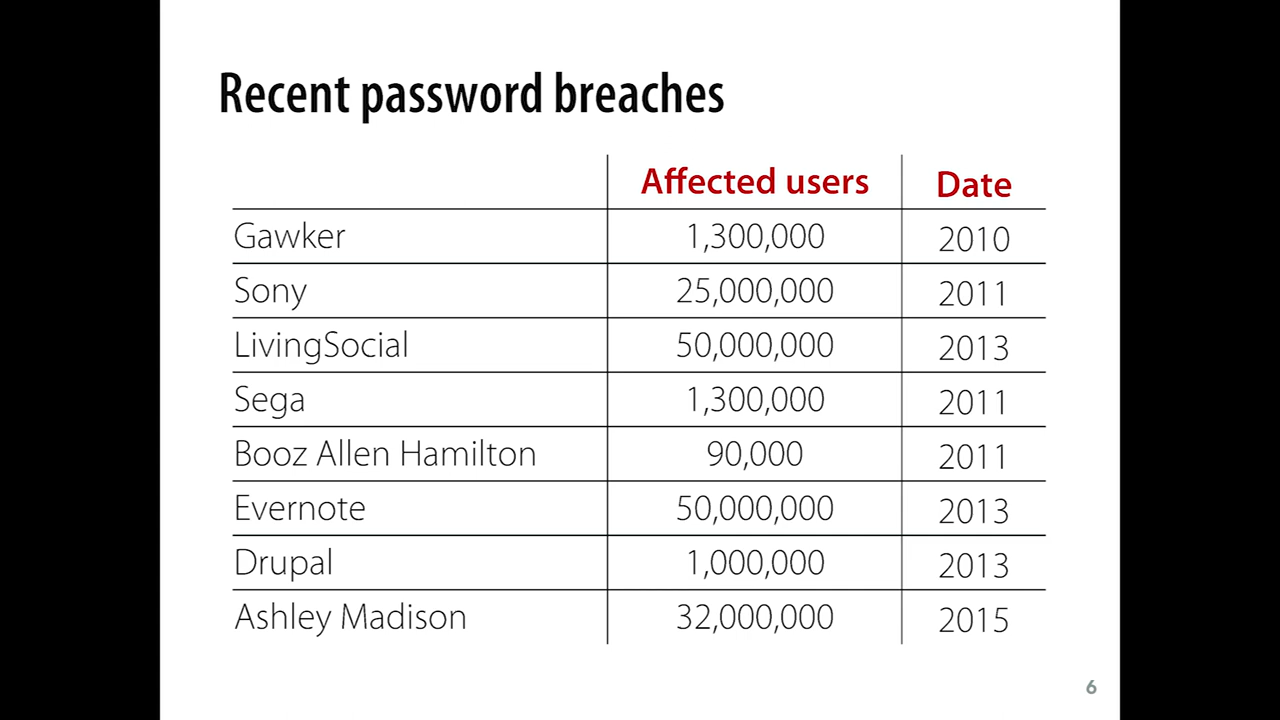 Recent password breaches
Affected users Date
Gawker 1,300,000 2010
Sony 25,000,000 2011
LivingSocial 50,000,000 2013
Sega 1,300,000 2011
Booz Allen Hamilton 90,000 2011
Evernote 50,000,000 2013
Drupal 1,000,000 2013
Ashley Madison 32,000,000 2015
6